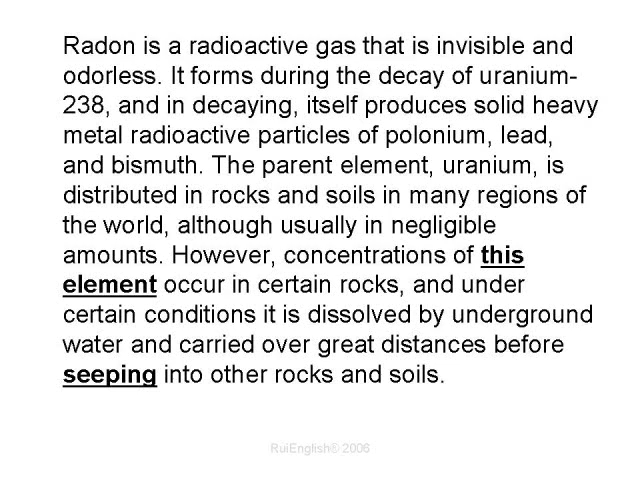 Radon is a radioactive gas that is invisible and
odorless. It forms during the decay of uranium-
238, and in decaying, itself produces solid heavy
metal radioactive particles of polonium, lead,
and bismuth. The parent element, uranium, is
distributed in rocks and soils in many regions of
the world, although usually in negligible
amounts. However, concentrations of this
element occur in certain rocks, and under
certain conditions it is dissolved by underground
water and carried over great distances before
seeping into other rocks and soils.
RuiEnglish® 2006